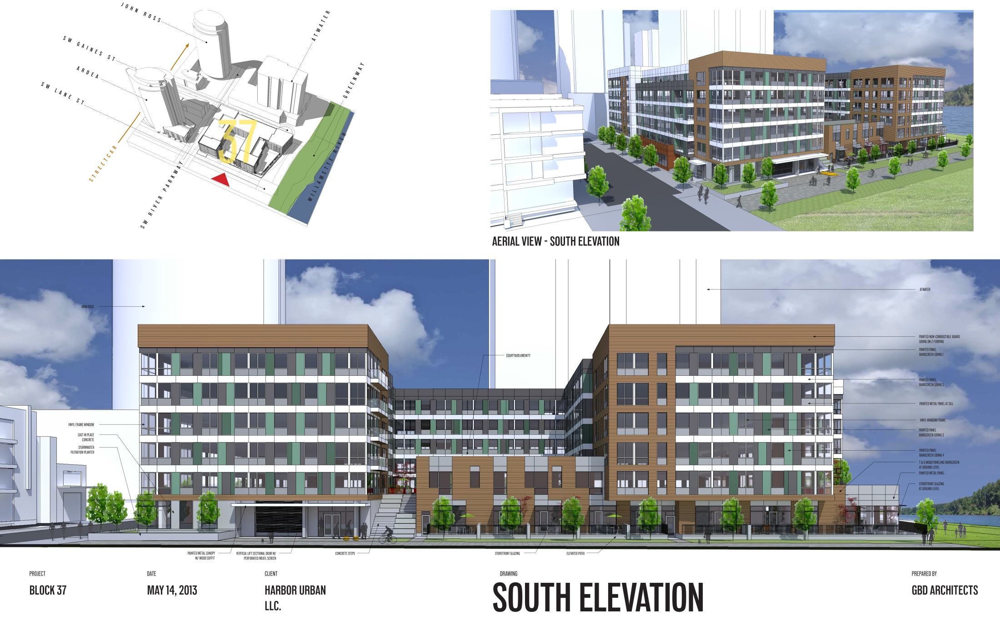 JOHN ROSS
SW GAINES ST
ARDEA
SW LANE ST
STREETCAR
SW RIVER PARKWAY
ATWATER
GREENWAY
WILLAMETTE RIVER
37
AERIAL VIEW - SOUTH ELEVATION
JOHN ROSS
ATWATER
COURTYARD AMENITY
PAINTED NON-COMBUSTIBLE BOARD
SIDING ON Z-FURRING
PAINTED PANEL
RAINSCREEN SIDING 1
PAINTED PANEL
RAINSCREEN SIDING 2
PAINTED METAL PANEL AT SILL
VINYL WINDOW FRAME
PAINTED PANEL
RAINSCREEN SIDING 3
PAINTED PANEL
RAINSCREEN SIDING 4
T & G WOOD PANELING RAINSCREEN
AT GROUND LEVEL
PAINTED METAL PANEL
STOREFRONT GLAZING
AT GROUND LEVEL
VINYL FRAME WINDOW
CAST IN PLACE
CONCRETE
STORMWATER
FILTRATION PLANTER
PAINTED METAL CANOPY
W/ WOOD SOFFIT
VERTICAL LIFT SECTIONAL DOOR W/
PERFORATED MEATL SCREEN
CONCRETE STEPS
STOREFRONT GLAZING
ELEVATED PATIO
PROJECT
BLOCK 37
DATE
MAY 14, 2013
CLIENT
HARBOR URBAN
LLC.
DRAWING
SOUTH ELEVATION
PREPARED BY
GBD ARCHITECTS